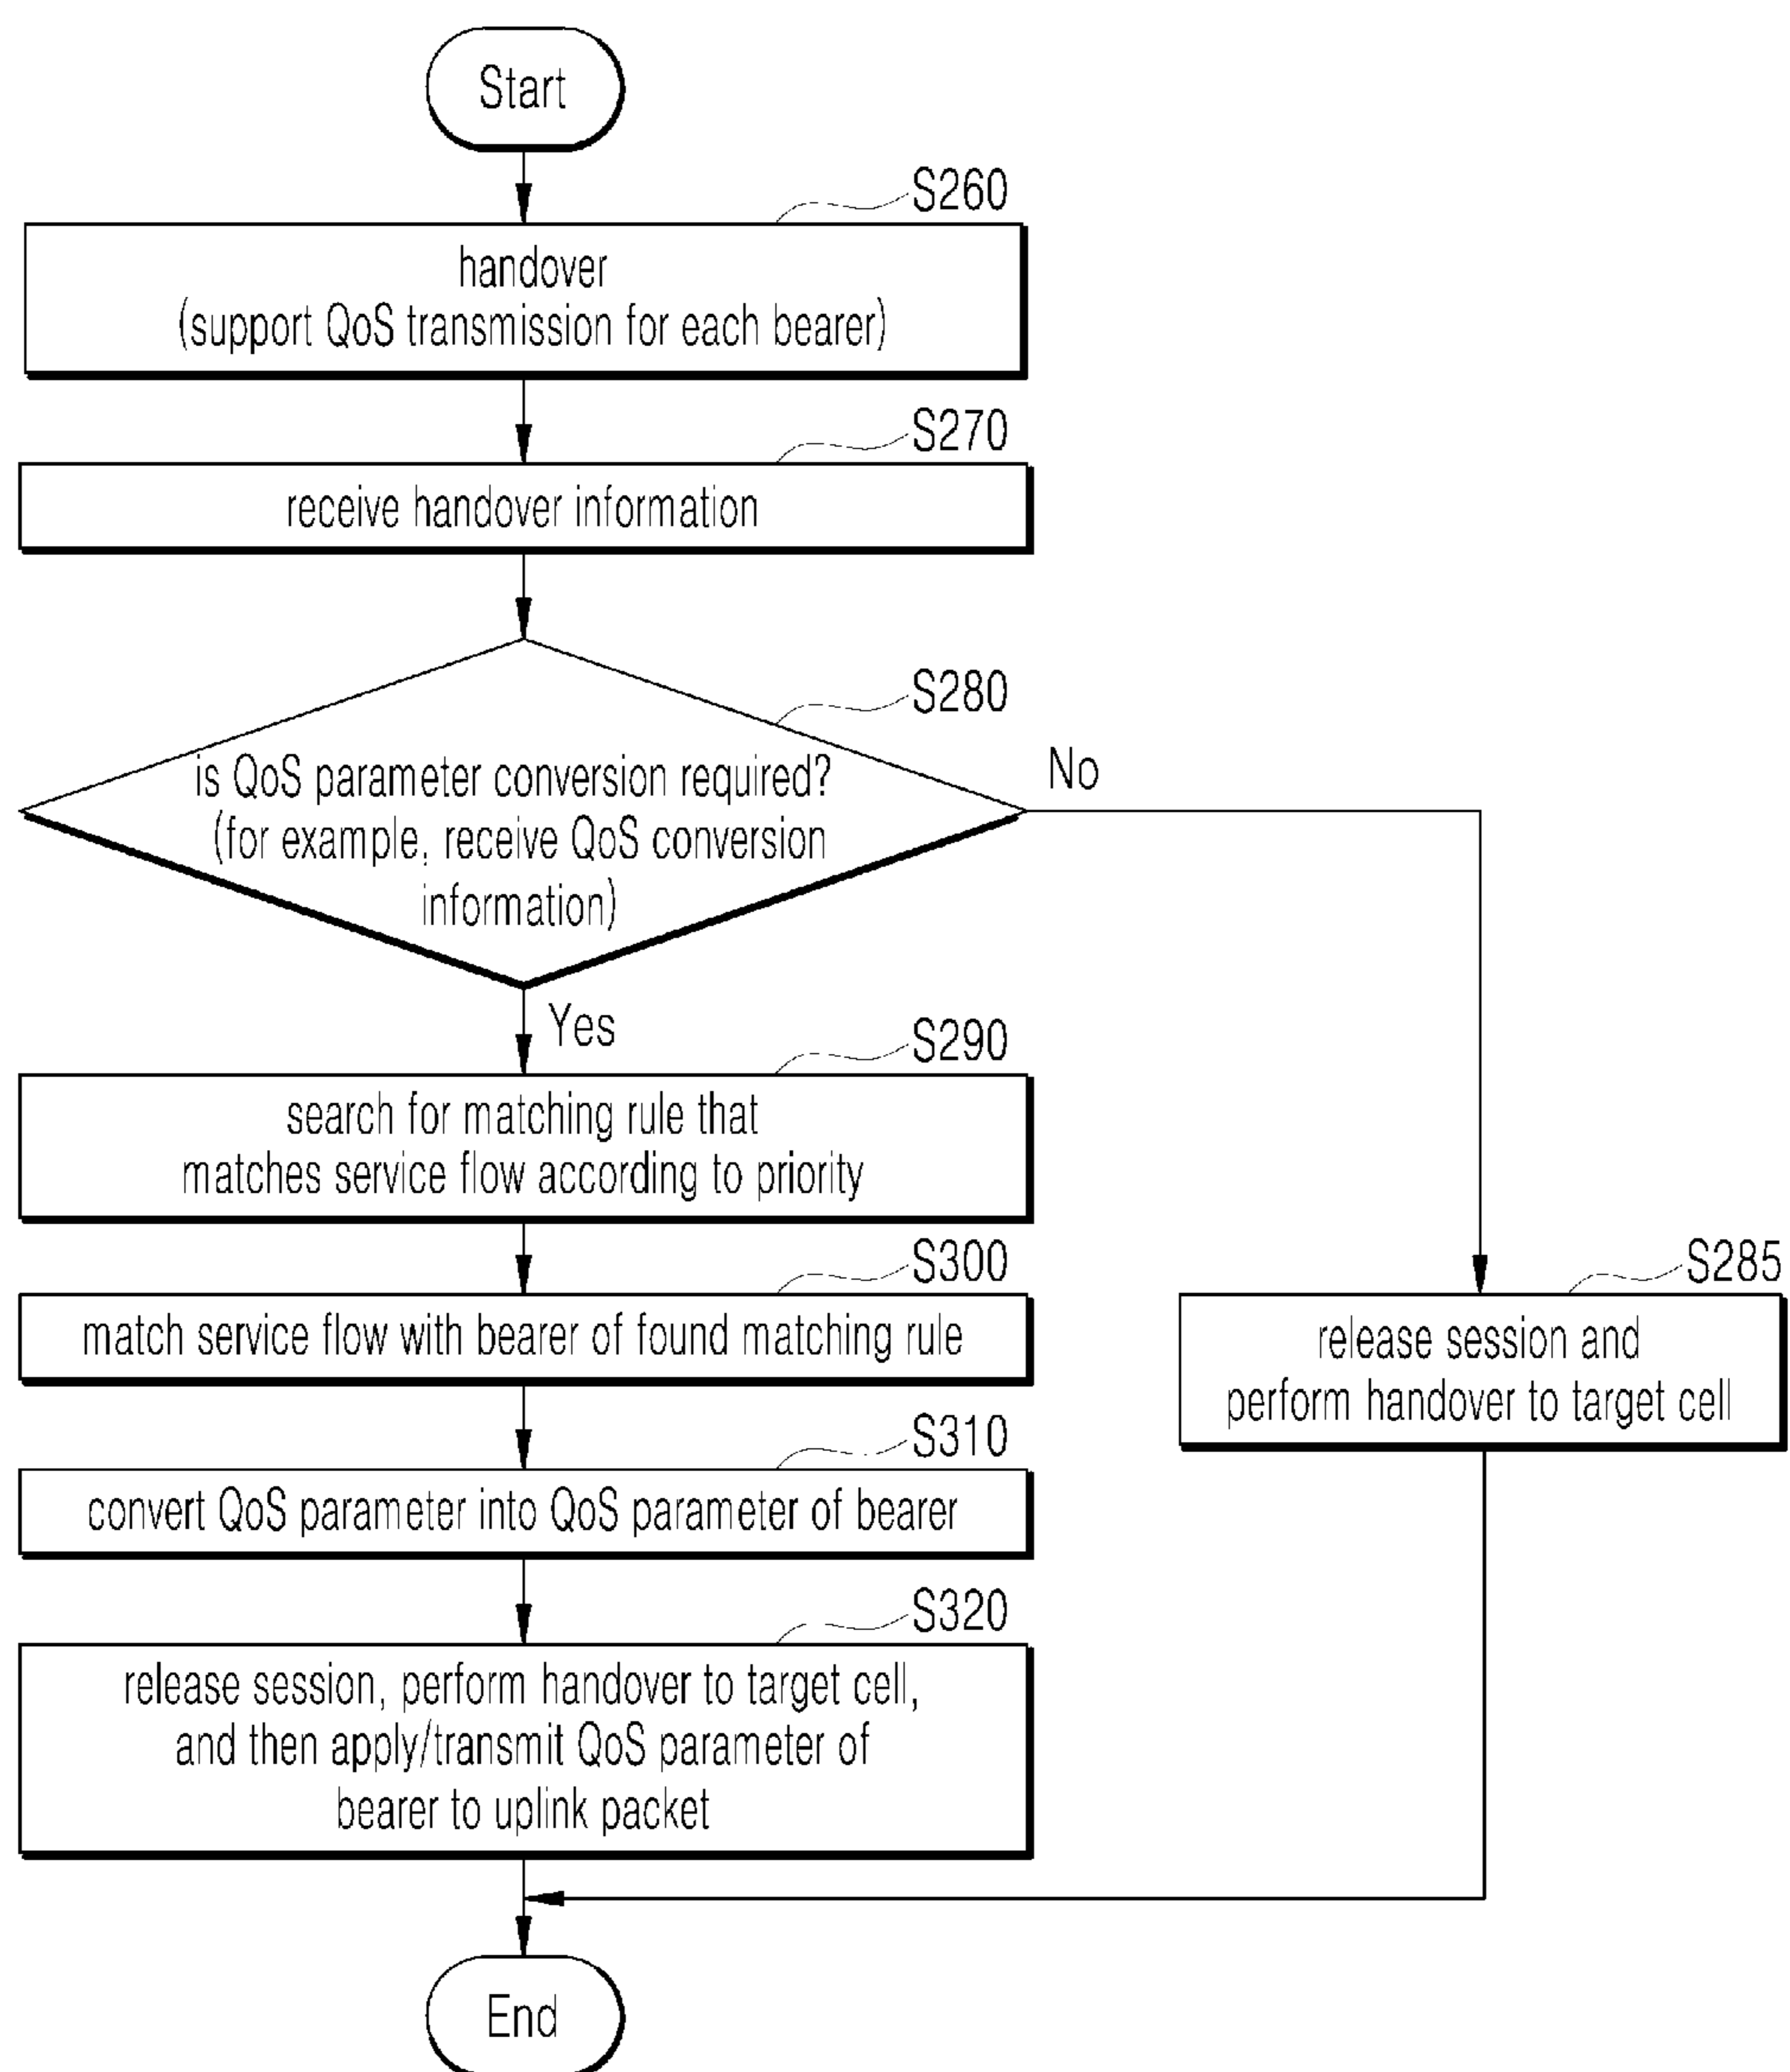 Start
S260
handover
(support QoS transmission for each bearer)
S270
receive handover information
S280
is QoS parameter conversion required?
(for example, receive QoS conversion
information)
No
Yes
S290
search for matching rule that
matches service flow according to priority
S300
match service flow with bearer of found matching rule
S285
release session and
perform handover to target cell
S310
convert QoS parameter into QoS parameter of bearer
S320
release session, perform handover to target cell,
and then apply/transmit QoS parameter of
bearer to uplink packet
End